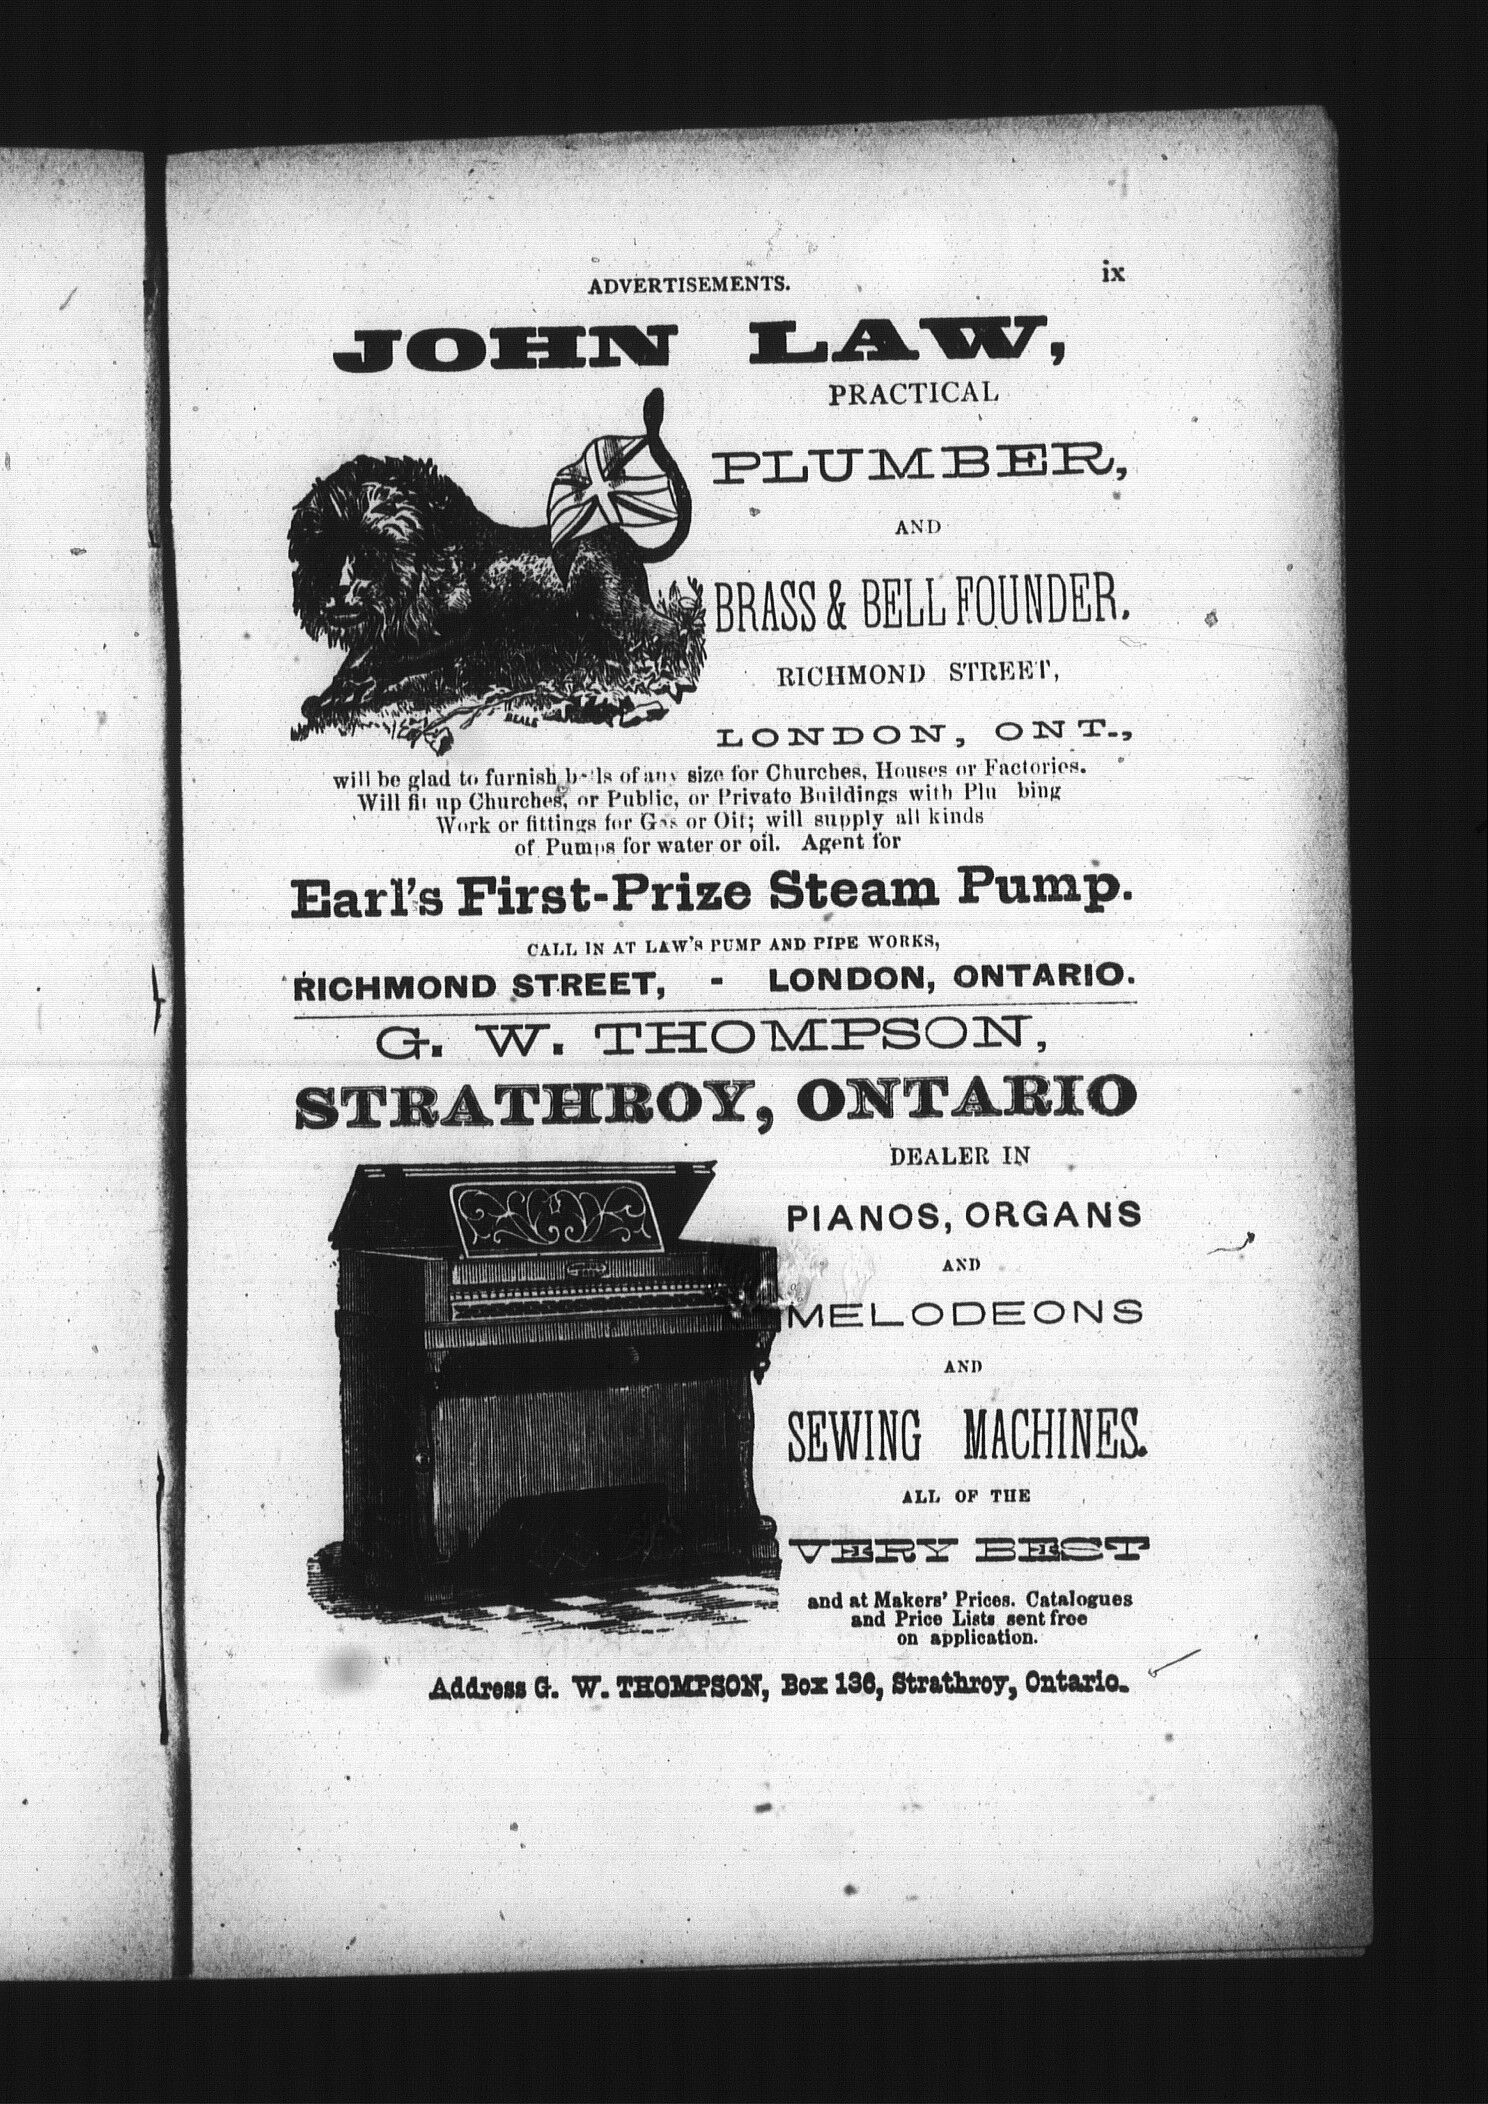 ADVERTISEMENTS. ix
JOHN LAW,
PRACTICAL
PLUMBER,
AND
BRASS & BELL FOUNDER,
RICHMOND STREET,
LONDON, ONT.,
BEALE
will be glad to furnish of any size for Churches, Houses or Factories.
Will fit up Churches, or Public, or Private Buildings with
Work or fittings for Gas or Oil; will supply all kinds
of Pumps for water or oil. Agent for
Earl's First-Prize Steam Pump.
CALL IN AT LAW'S PUMP AND PIPE WORKS,
RICHMOND STREET, - LONDON, ONTARIO.
G. W. THOMPSON,
STRATHROY, ONTARIO
DEALER IN
PIANOS, ORGANS
AND
MELODEONS
AND
SEWING MACHINES.
ALL OF THE
VERY BEST
and at Makers' Prices. Catalogues
and Price Lists sent free
on application.
Address G. W. THOMPSON, Box 136, Strathroy, Ontario.